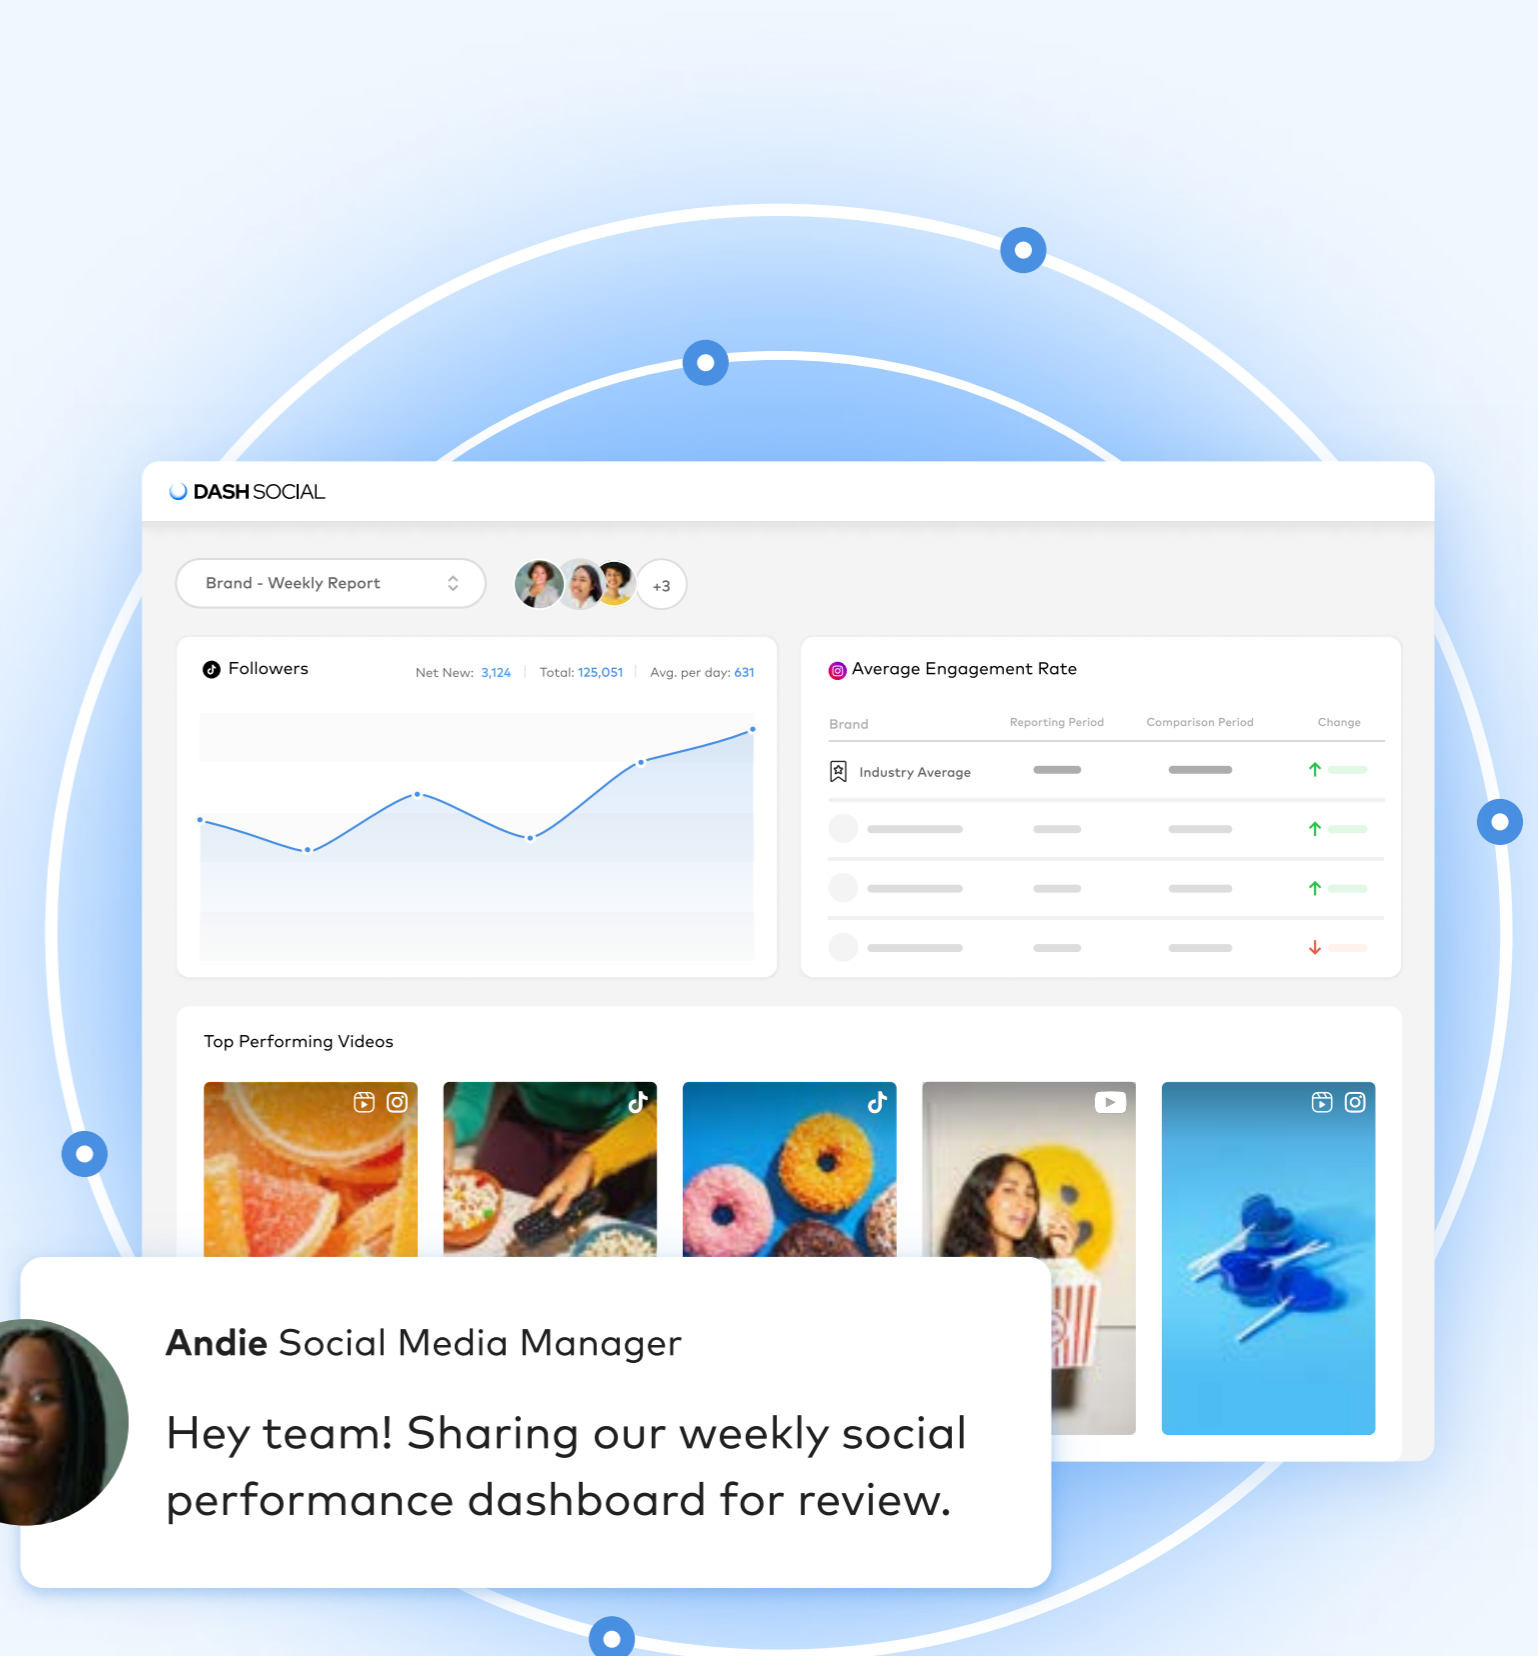 DASH SOCIAL
Brand - Weekly Report
+3
Followers
Net New: 3,124
Total: 125,051
Avg. per day: 631
Average Engagement Rate
Brand Reporting Period Comparison Period Change
Industry Average
Top Performing Videos
Andie Social Media Manager
Hey team! Sharing our weekly social
performance dashboard for review.